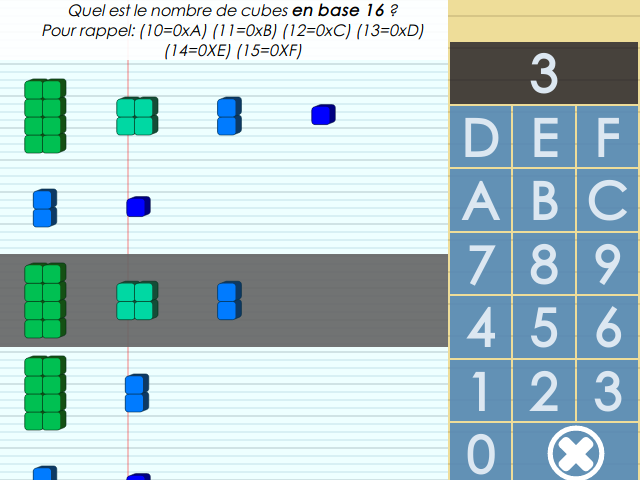 Quel est le nombre de cubes en base 16 ?
Pour rappel: (10=0xA) (11=0xB) (12=0xC) (13=0xD)
(14=0XE) (15=0XF)
3
D E F
A B C
7 8 9
4 5 6
1 2 3
0